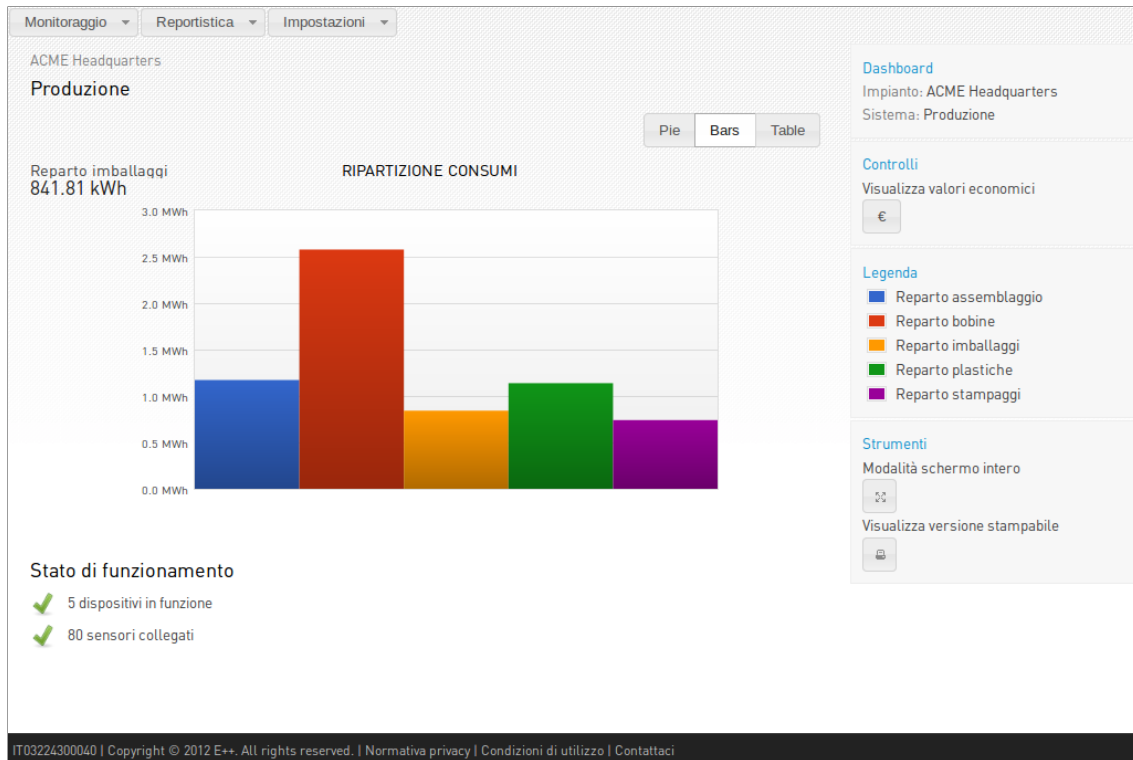 Monitoraggio
Reportistica
Impostazioni
ACME Headquarters
Produzione
Pie
Bars
Table
Reparto imballaggi
841.81 kWh
RIPARTIZIONE CONSUMI
3.0 MWh
2.5 MWh
2.0 MWh
1.5 MWh
1.0 MWh
0.5 MWh
0.0 MWh
Stato di funzionamento
5 dispositivi in funzione
80 sensori collegati
Dashboard
Impianto: ACME Headquarters
Sistema: Produzione
Controlli
Visualizza valori economici
€
Legenda
Reparto assemblaggio
Reparto bobine
Reparto imballaggi
Reparto plastiche
Reparto stampaggi
Strumenti
Modalità schermo intero
Visualizza versione stampabile
IT03224300040 | Copyright © 2012 E++. All rights reserved. | Normativa privacy | Condizioni di utilizzo | Contattaci